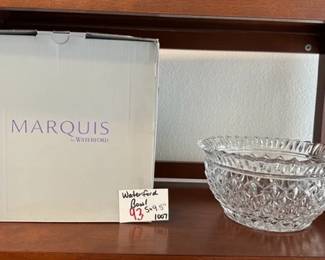 MARQUIS
by WATERFORD
Waterford
Bowl
93 5x9.5"
1007